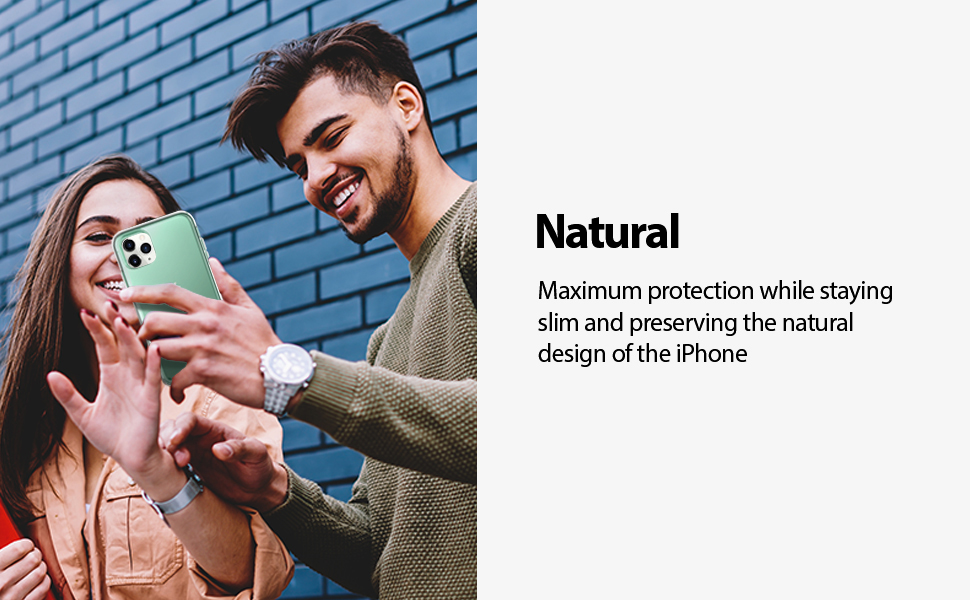 Natural
Maximum protection while staying
slim and preserving the natural
design of the iPhone